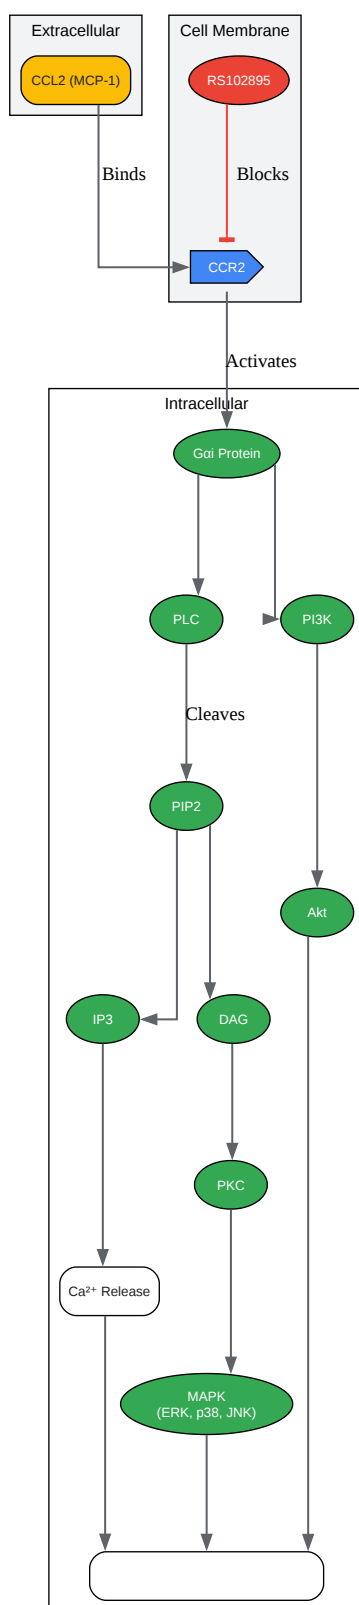 Extracellular
Cell Membrane
CCL2 (MCP-1)
RS102895
Binds
Blocks
CCR2
Activates
Intracellular
Gαi Protein
PLC
PI3K
Cleaves
PIP2
Akt
IP3
DAG
PKC
Ca²⁺ Release
MAPK
(ERK, p38, JNK)